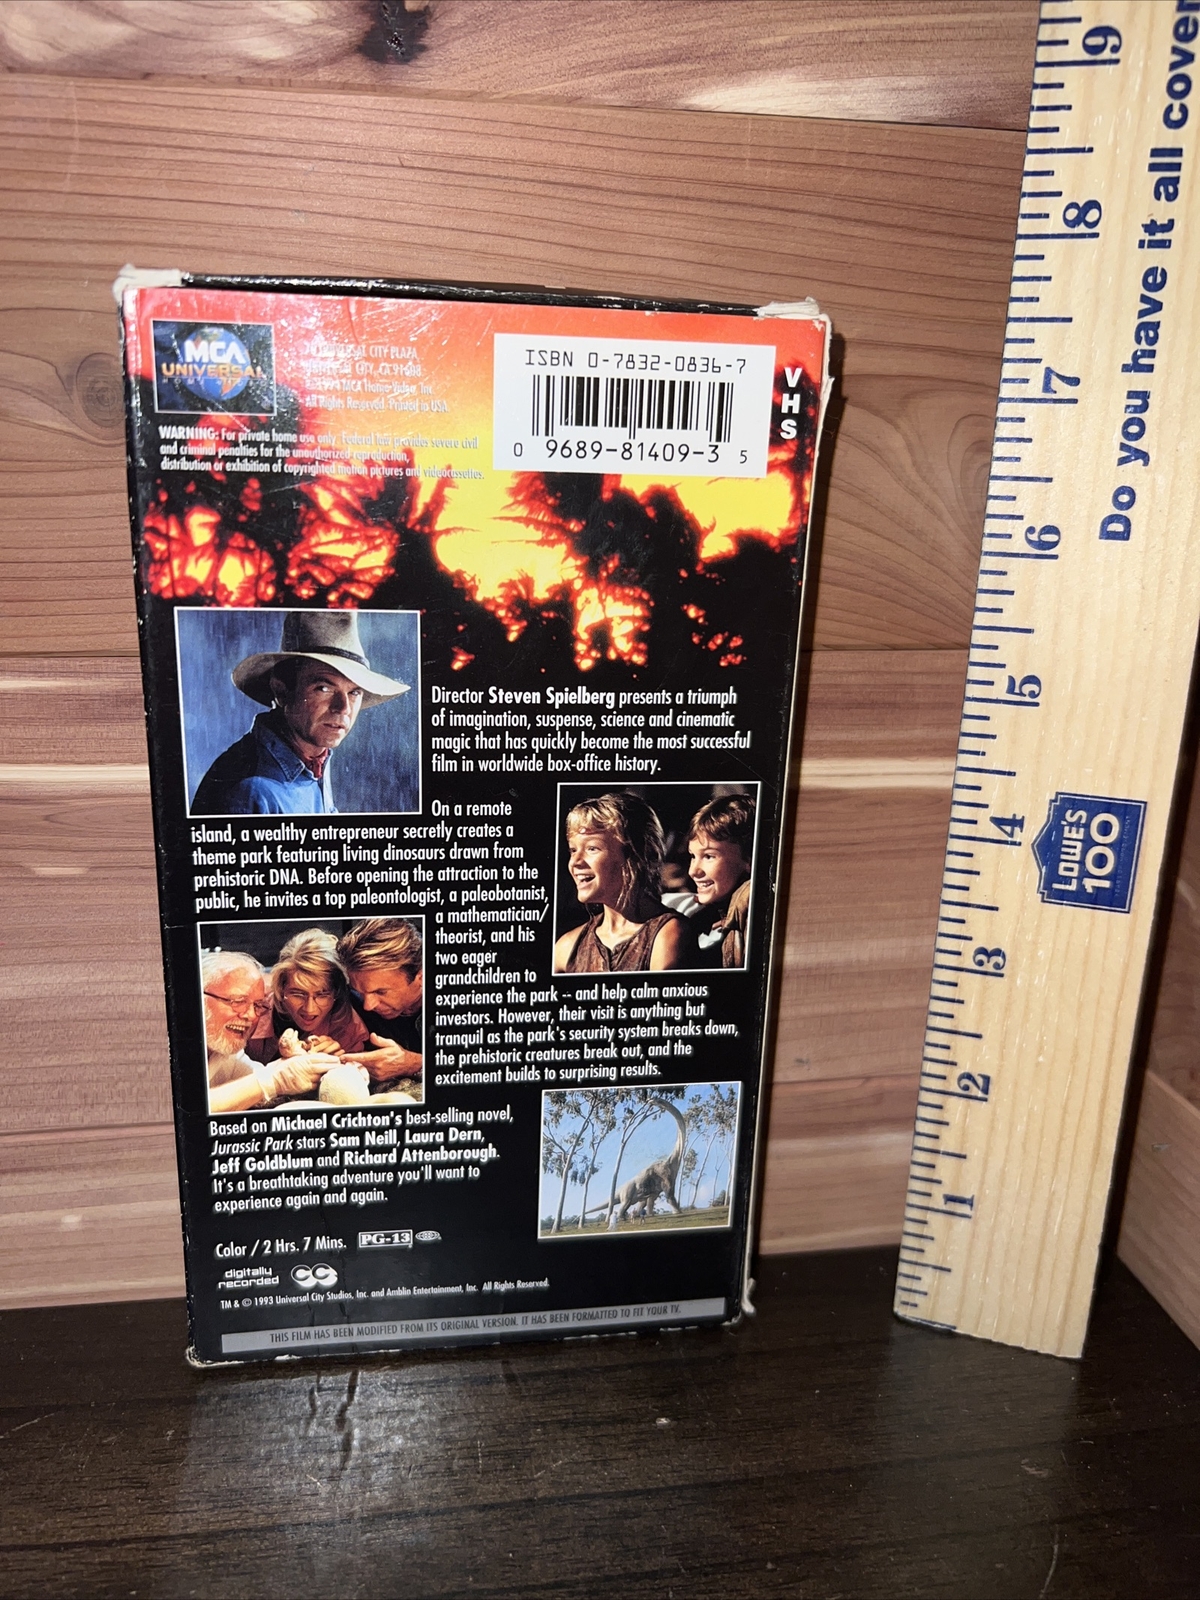 MCA
UNIVERSAL
HOME VIDEO
UNIVERSAL CITY PLAZA
CITY, CA
1994 MCA Home Video, Inc.
All Rights Reserved. Printed in USA.
WARNING: For private home use only. Federal law provides severe civil
and criminal penalties for the unauthorized reproduction,
distribution or exhibition of copyrighted motion pictures and videocassettes.
ISBN 0-7832-0836-7
0 9689-81409-3 5
VHS
Director Steven Spielberg presents a triumph
of imagination, suspense, science and cinematic
magic that has quickly become the most successful
film in worldwide box-office history.
On a remote
island, a wealthy entrepreneur secretly creates a
theme park featuring living dinosaurs drawn from
prehistoric DNA. Before opening the attraction to the
public, he invites a top paleontologist, a paleobotanist,
a mathematician/
theorist, and his
two eager
grandchildren to
experience the park -- and help calm anxious
investors. However, their visit is anything but
tranquil as the park's security system breaks down,
the prehistoric creatures break out, and the
excitement builds to surprising results.
Based on Michael Crichton's best-selling novel,
Jurassic Park stars Sam Neill, Laura Dern,
Jeff Goldblum and Richard Attenborough.
It's a breathtaking adventure you'll want to
experience again and again.
Color / 2 Hrs. 7 Mins. PG-13
digitally
recorded
CC
TM & © 1993 Universal City Studios, Inc. and Amblin Entertainment, Inc. All Rights Reserved.
THIS FILM HAS BEEN MODIFIED FROM ITS ORIGINAL VERSION. IT HAS BEEN FORMATTED TO FIT YOUR TV.
Do you have it all cover
9
8
7
6
5
4
3
2
1
LOWE'S
100